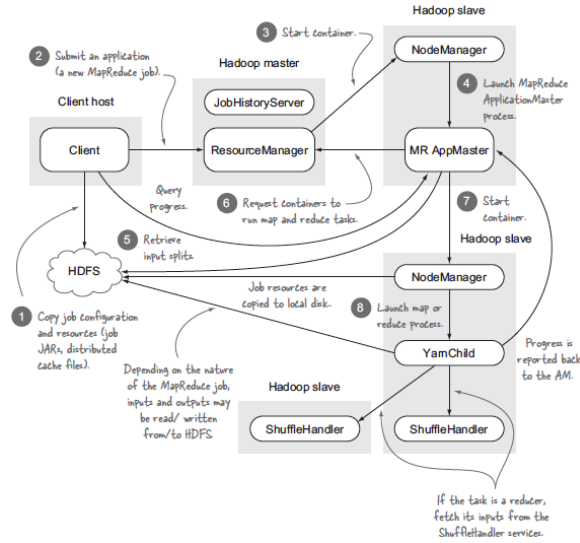 Hadoop slave
3 Start container.
NodeManager
2 Submit an application
(a new MapReduce job).
Hadoop master
4 Launch MapReduce
ApplicationMaster
process.
JobHistoryServer
Client host
Client
ResourceManager
MR AppMaster
Query
progress.
6 Request containers to
run map and reduce tasks.
7 Start
container.
5 Retrieve
input splits.
Hadoop slave
HDFS
NodeManager
Job resources are
copied to local disk.
1 Copy job configuration
and resources (job
JARs, distributed
cache files).
8 Launch map or
reduce process.
YarnChild
Progress is
reported back
to the AM.
Depending on the nature
of the MapReduce job,
inputs and outputs may
be read/ written
from/to HDFS
Hadoop slave
ShuffleHandler
ShuffleHandler
If the task is a reducer,
fetch its inputs from the
ShuffleHandler services.